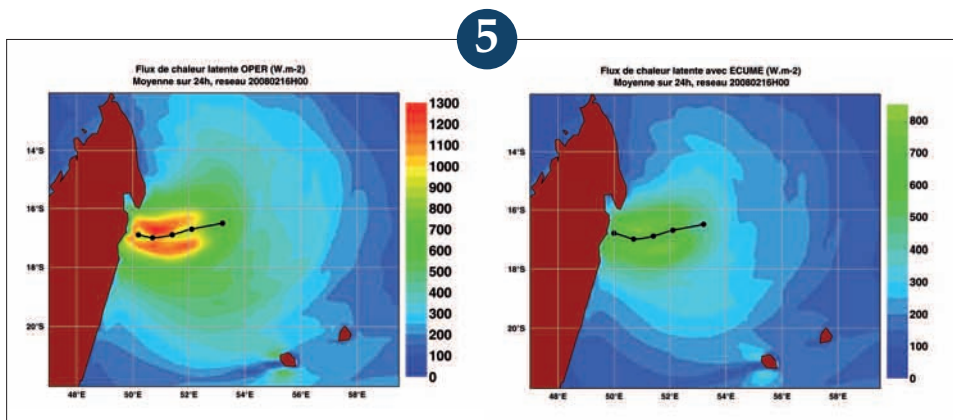 5
Flux de chaleur latente OPER (W.m-2)
Moyenne sur 24h, reseau 20080216H00
1300
1200
1100
1000
900
800
700
600
500
400
300
200
100
0
14°S
16°S
18°S
20°S
48°E
50°E
52°E
54°E
56°E
58°E
Flux de chaleur latente avec ECUME (W.m-2)
Moyenne sur 24h, reseau 20080216H00
800
700
600
500
400
300
200
100
0
14°S
16°S
18°S
20°S
48°E
50°E
52°E
54°E
56°E
58°E